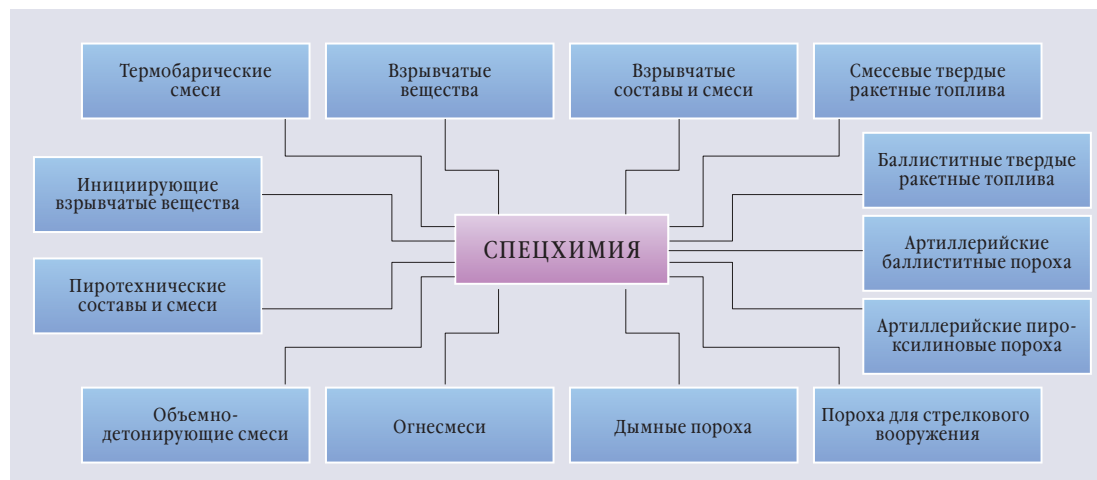 Термобарические
смеси
Взрывчатые
вещества
Взрывчатые
составы и смеси
Смесевые твердые
ракетные топлива
Инициирующие
взрывчатые вещества
Баллиститные твердые
ракетные топлива
СПЕЦХИМИЯ
Артиллерийские
баллиститные пороха
Пиротехнические
составы и смеси
Артиллерийские пиро-
ксилиновые пороха
Объемно-
детонирующие смеси
Огнесмеси
Дымные пороха
Пороха для стрелкового
вооружения